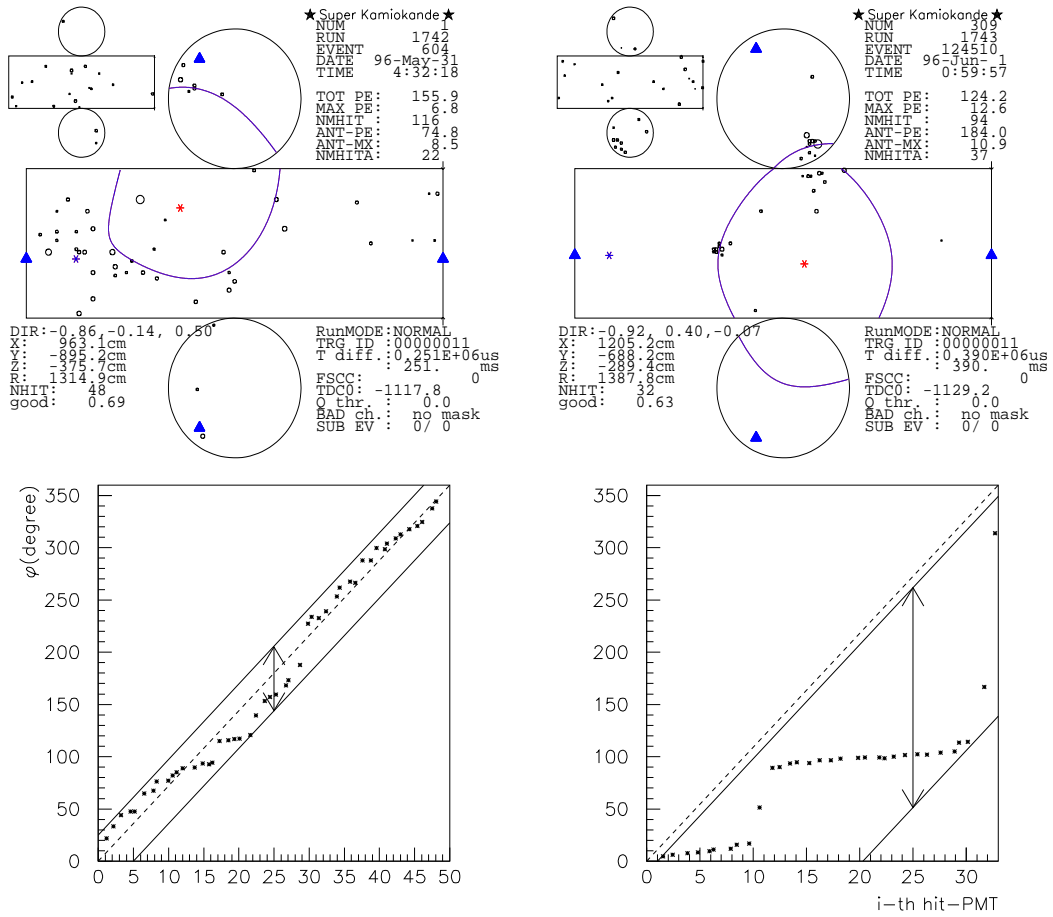 ★ Super Kamiokande ★
NUM 1
RUN 1742
EVENT 604
DATE 96-May-31
TIME 4:32:18
TOT PE: 155.9
MAX PE: 6.8
NMHIT : 116
ANT-PE: 74.8
ANT-MX: 8.5
NMHITA: 22
DIR:-0.86,-0.14, 0.50
X: 963.1cm
Y: -895.2cm
Z: -375.7cm
R: 1314.9cm
NHIT: 48
good: 0.69
RunMODE:NORMAL
TRG ID :00000011
T diff.:0.251E+06us
: 251. ms
FSCC: 0
TDC0: -1117.8
Q thr. : 0.0
BAD ch.: no mask
SUB EV : 0/ 0
★ Super Kamiokande ★
NUM 309
RUN 1743
EVENT 124510
DATE 96-Jun- 1
TIME 0:59:57
TOT PE: 124.2
MAX PE: 12.6
NMHIT : 94
ANT-PE: 184.0
ANT-MX: 10.9
NMHITA: 37
DIR:-0.92, 0.40,-0.07
X: 1205.2cm
Y: -688.2cm
Z: -289.4cm
R: 1387.8cm
NHIT: 32
good: 0.63
RunMODE:NORMAL
TRG ID :00000011
T diff.:0.390E+06us
: 390. ms
FSCC: 0
TDC0: -1129.2
Q thr. : 0.0
BAD ch.: no mask
SUB EV : 0/ 0
φ(degree)
350
300
250
200
150
100
50
0
0 5 10 15 20 25 30 35 40 45 50
350
300
250
200
150
100
50
0
0 5 10 15 20 25 30
i-th hit-PMT